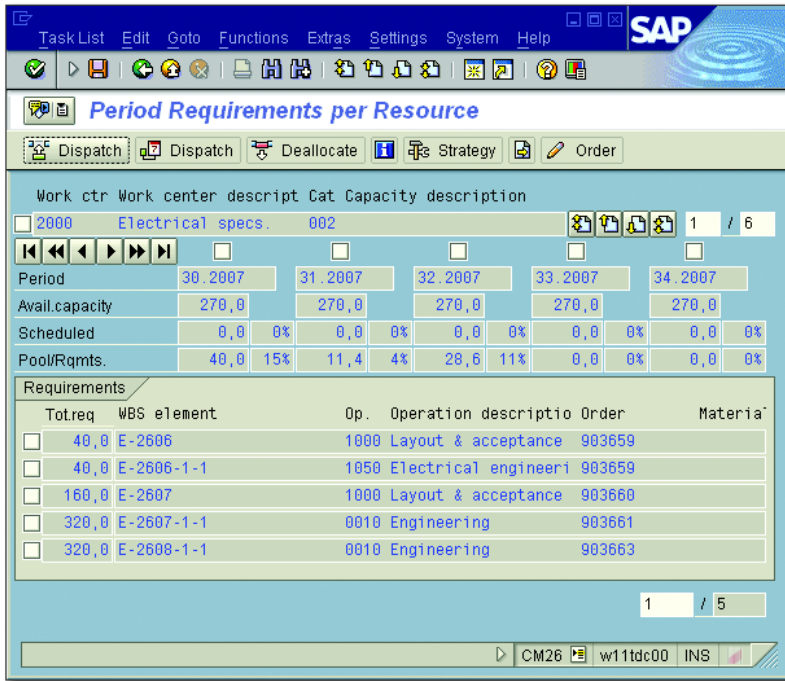 Task List Edit Goto Functions Extras Settings System Help SAP
Period Requirements per Resource
Dispatch Dispatch Deallocate Strategy Order
Work ctr Work center descript Cat Capacity description
2000 Electrical specs. 002 1 / 6
Period 30.2007 31.2007 32.2007 33.2007 34.2007
Avail.capacity 270,0 270,0 270,0 270,0 270,0
Scheduled 0,0 0% 0,0 0% 0,0 0% 0,0 0% 0,0 0%
Pool/Rqmts. 40,0 15% 11,4 4% 28,6 11% 0,0 0% 0,0 0%
Requirements
Tot.req WBS element Op. Operation descriptio Order Material
40,0 E-2606 1000 Layout & acceptance 903659
40,0 E-2606-1-1 1050 Electrical engineeri 903659
160,0 E-2607 1000 Layout & acceptance 903660
320,0 E-2607-1-1 0010 Engineering 903661
320,0 E-2608-1-1 0010 Engineering 903663
1 / 5
CM26 w11tdc00 INS